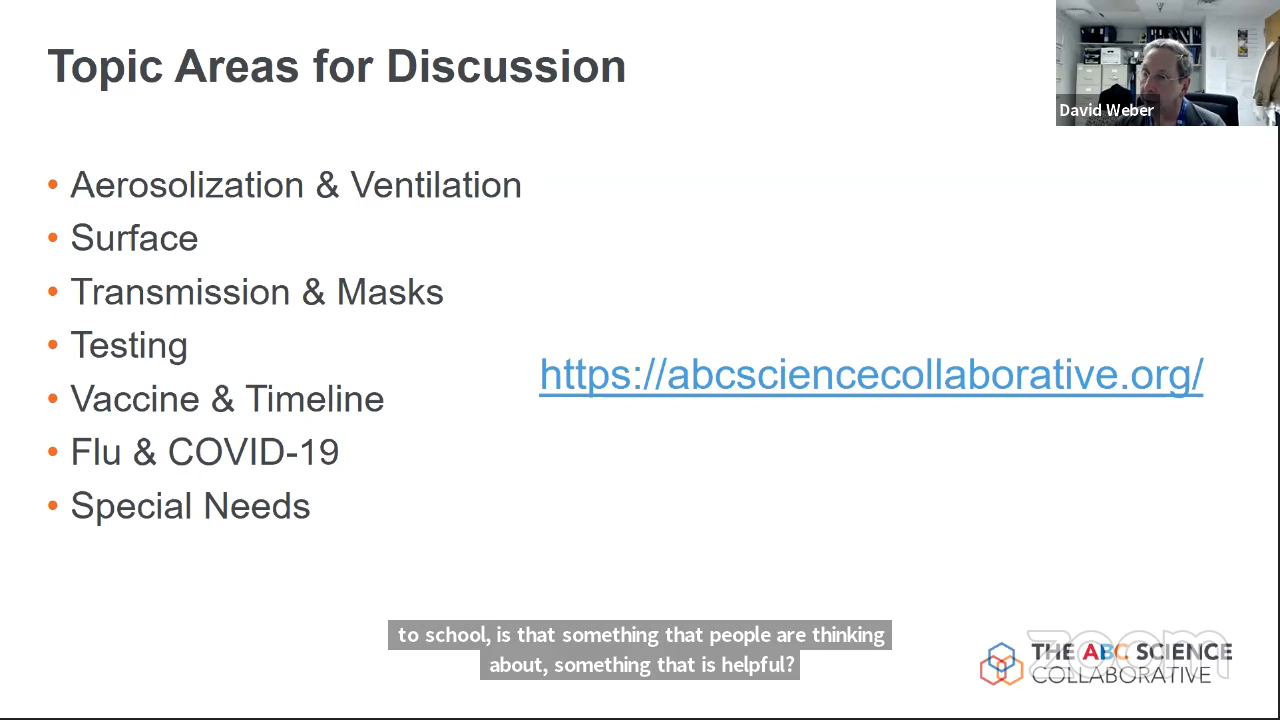 Topic Areas for Discussion
David Weber
• Aerosolization & Ventilation
• Surface
• Transmission & Masks
• Testing
• Vaccine & Timeline
• Flu & COVID-19
• Special Needs
https://abcsciencecollaborative.org/
to school, is that something that people are thinking
about, something that is helpful?
THE ABC SCIENCE
COLLABORATIVE
zoom